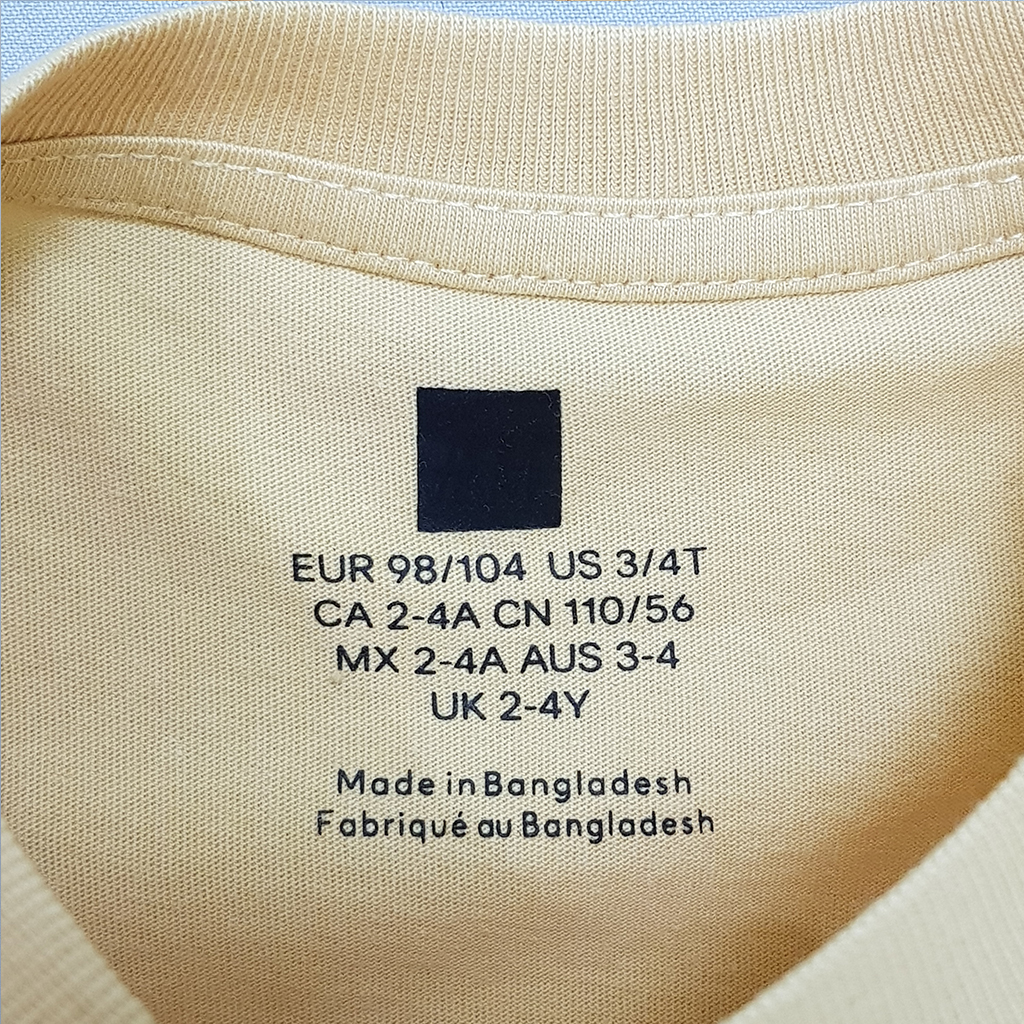 EUR 98/104 US 3/4T
CA 2-4A CN 110/56
MX 2-4A AUS 3-4
UK 2-4Y
Made in Bangladesh
Fabriqué au Bangladesh